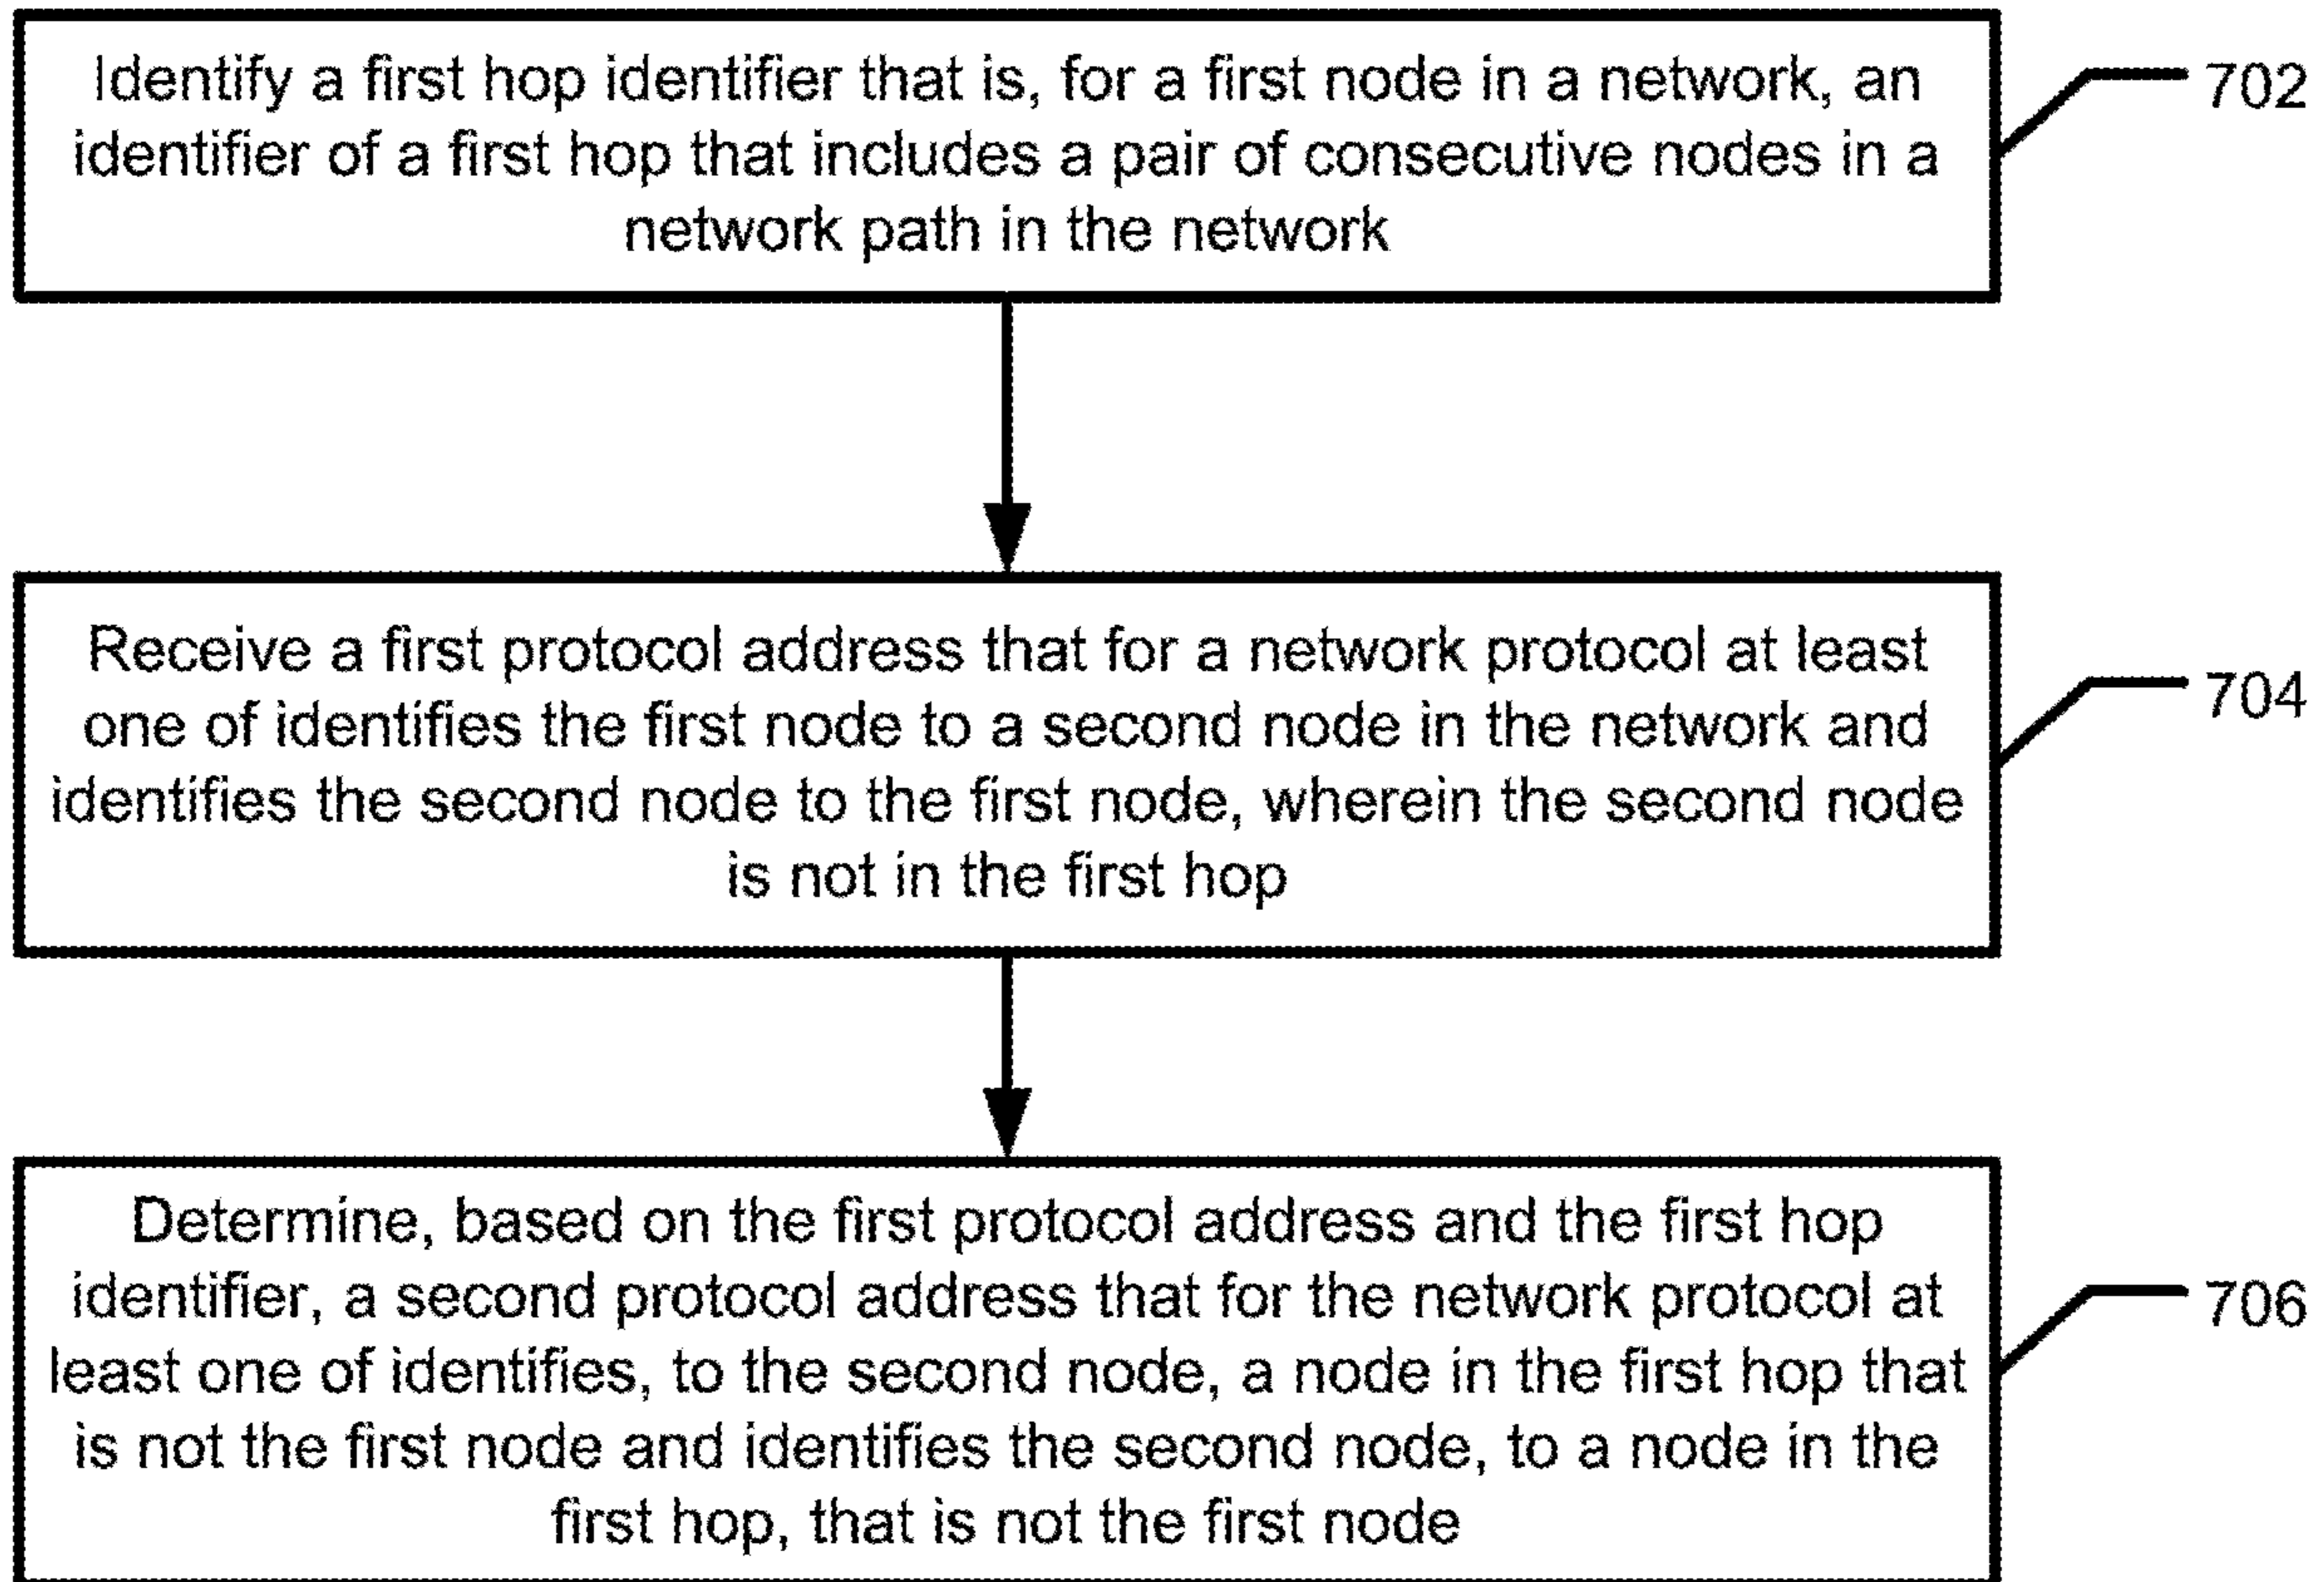 Identify a first hop identifier that is, for a first node in a network, an
identifier of a first hop that includes a pair of consecutive nodes in a
network path in the network
702
Receive a first protocol address that for a network protocol at least
one of identifies the first node to a second node in the network and
identifies the second node to the first node, wherein the second node
is not in the first hop
704
Determine, based on the first protocol address and the first hop
identifier, a second protocol address that for the network protocol at
least one of identifies, to the second node, a node in the first hop that
is not the first node and identifies the second node, to a node in the
first hop, that is not the first node
706